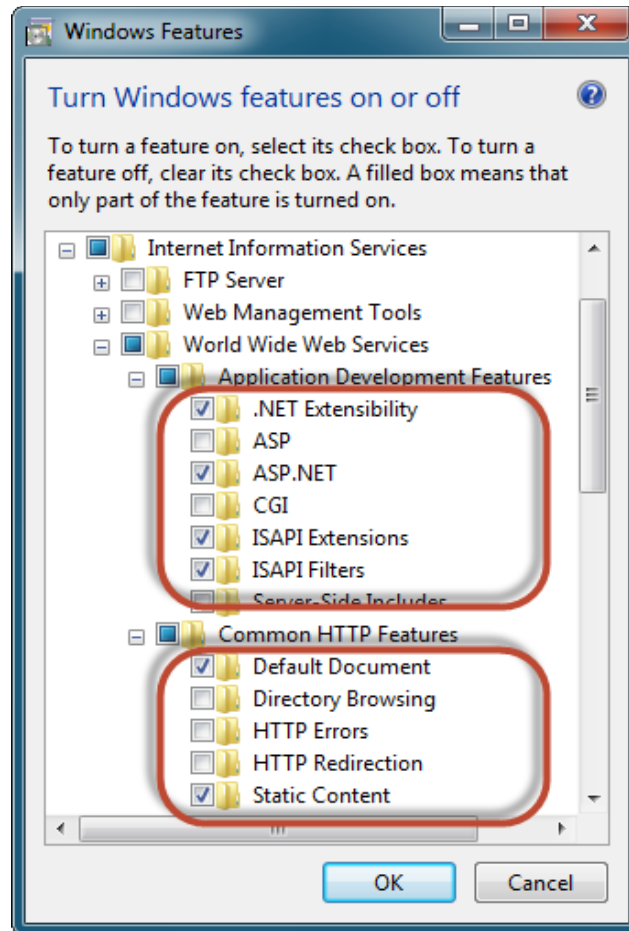 Windows Features
Turn Windows features on or off
To turn a feature on, select its check box. To turn a
feature off, clear its check box. A filled box means that
only part of the feature is turned on.
Internet Information Services
FTP Server
Web Management Tools
World Wide Web Services
Application Development Features
.NET Extensibility
ASP
ASP.NET
CGI
ISAPI Extensions
ISAPI Filters
Server-Side Includes
Common HTTP Features
Default Document
Directory Browsing
HTTP Errors
HTTP Redirection
Static Content
OK Cancel